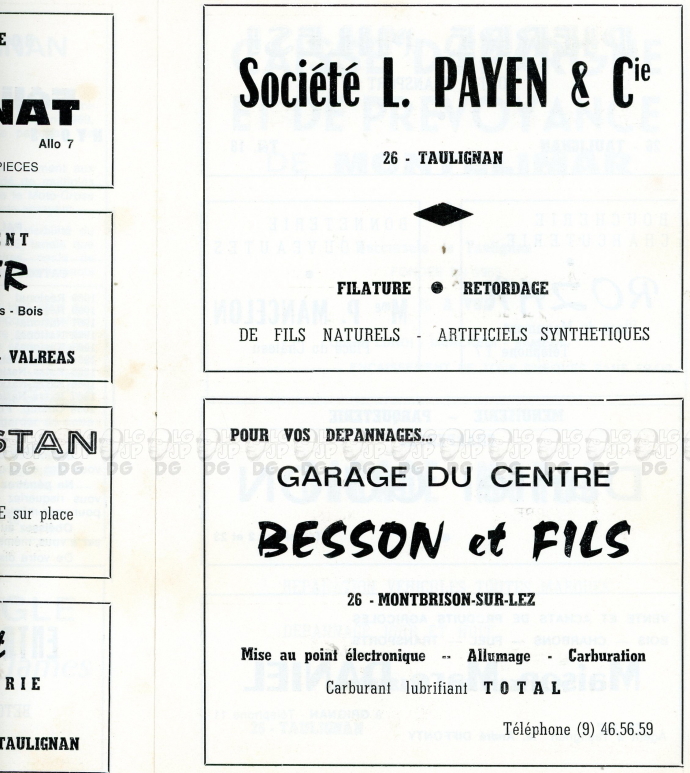 E
NAT
Allo 7
PIECES
ENT
ER
s - Bois
- VALREAS
STAN
E sur place
RIE
TAULIGNAN
Société L. PAYEN & Cie
26 - TAULIGNAN
FILATURE ● RETORDAGE
DE FILS NATURELS - ARTIFICIELS SYNTHETIQUES
POUR VOS DEPANNAGES...
GARAGE DU CENTRE
BESSON et FILS
26 - MONTBRISON-SUR-LEZ
Mise au point électronique -- Allumage - Carburation
Carburant lubrifiant TOTAL
Téléphone (9) 46.56.59